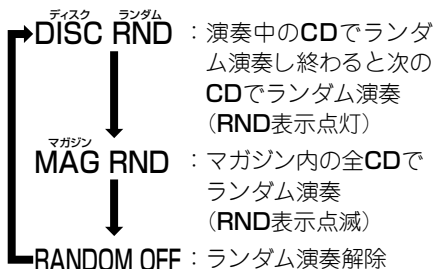 ディスク ランダム
DISC RND ：演奏中のCDでランダ
ム演奏し終わると次の
CDでランダム演奏
（RND表示点灯）
マガジン
MAG RND ：マガジン内の全CDで
ランダム演奏
（RND表示点滅）
RANDOM OFF：ランダム演奏解除